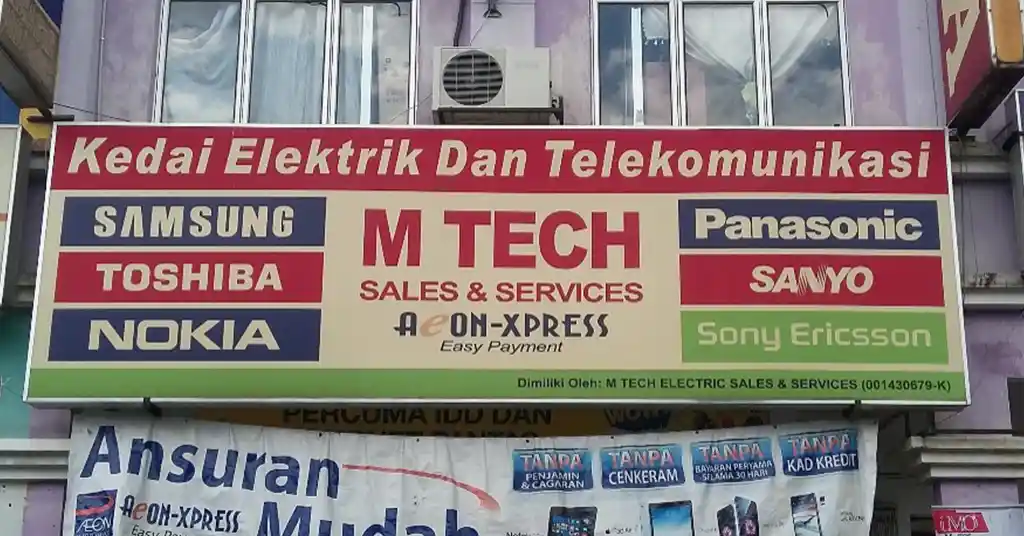 Kedai Elektrik Dan Telekomunikasi
SAMSUNG
TOSHIBA
NOKIA
M TECH
SALES & SERVICES
AeON-XPRESS
Easy Payment
Panasonic
SANYO
Sony Ericsson
Dimiliki Oleh: M TECH ELECTRIC SALES & SERVICES (001430679-K)
PERCUMA IDD DAN
Ansuran
Mudah
AEON
AeON-XPRESS
TANPA
PENJAMIN
& CAGARAN
TANPA
CENKERAM
TANPA
BAYARAN PERTAMA
SELAMA 30 HARI
TANPA
KAD KREDIT